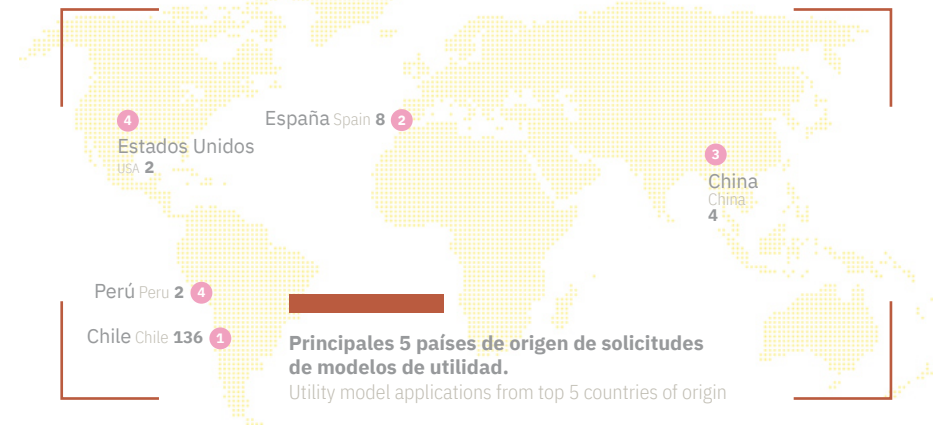 España Spain 8 2
4
Estados Unidos
USA 2
3
China
China
4
Perú Peru 2 4
Chile Chile 136 1
Principales 5 países de origen de solicitudes
de modelos de utilidad.
Utility model applications from top 5 countries of origin